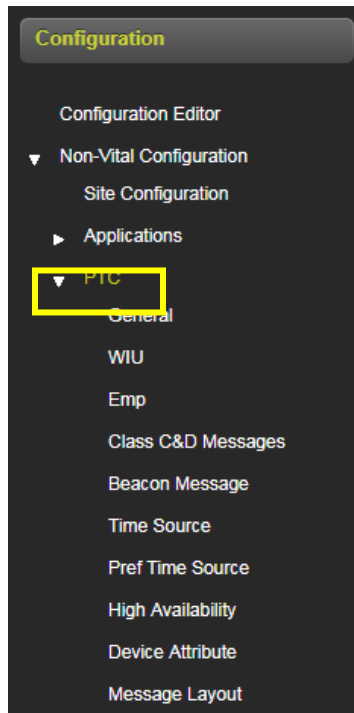 Configuration
Configuration Editor
Non-Vital Configuration
Site Configuration
Applications
PTC
General
WIU
Emp
Class C&D Messages
Beacon Message
Time Source
Pref Time Source
High Availability
Device Attribute
Message Layout